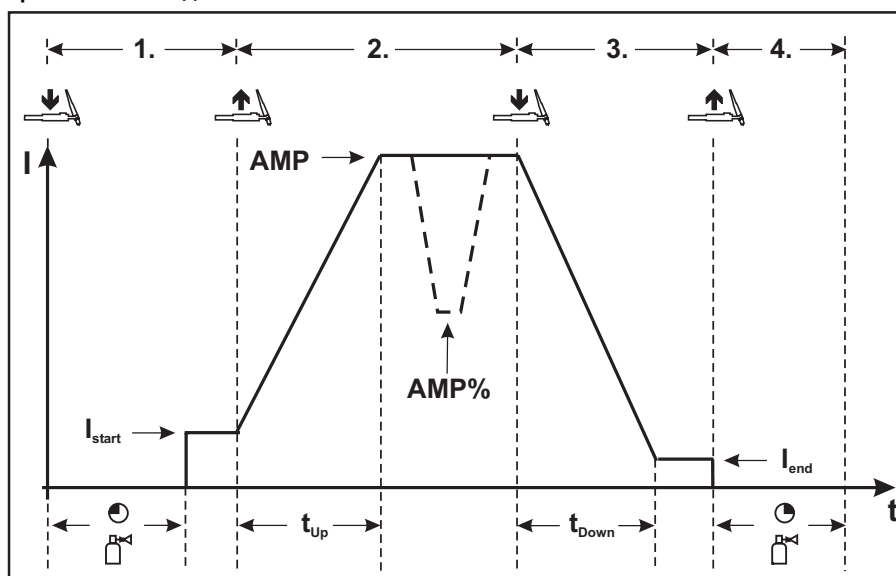 1. 2. 3. 4.
I
AMP
AMP%
Istart
Iend
t
tUp tDown